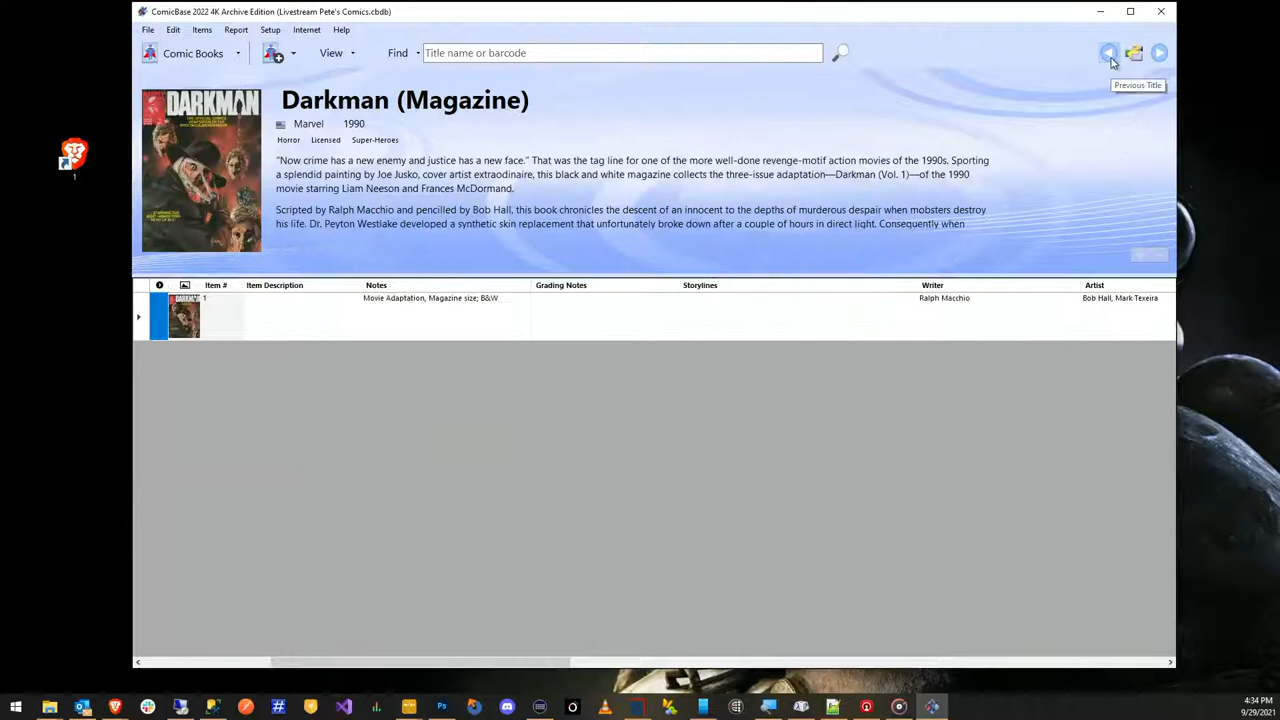 ComicBase 2022 4K Archive Edition (Livestream Pete's Comics.cbdb)
File Edit Items Report Setup Internet Help
Comic Books View Find Title name or barcode
Previous Title
DARKMAN
Darkman (Magazine)
Marvel 1990
Horror Licensed Super-Heroes
"Now crime has a new enemy and justice has a new face." That was the tag line for one of the more well-done revenge-motif action movies of the 1990s. Sporting
a splendid painting by Joe Jusko, cover artist extraordinaire, this black and white magazine collects the three-issue adaptation—Darkman (Vol. 1)—of the 1990
movie starring Liam Neeson and Frances McDormand.
Scripted by Ralph Macchio and pencilled by Bob Hall, this book chronicles the descent of an innocent to the depths of murderous despair when mobsters destroy
his life. Dr. Peyton Westlake developed a synthetic skin replacement that unfortunately broke down after a couple of hours in direct light. Consequently when
Item # Item Description Notes Grading Notes Storylines Writer Artist
1 Movie Adaptation, Magazine size; B&W Ralph Macchio Bob Hall, Mark Texeira
1
4:34 PM
9/29/2021